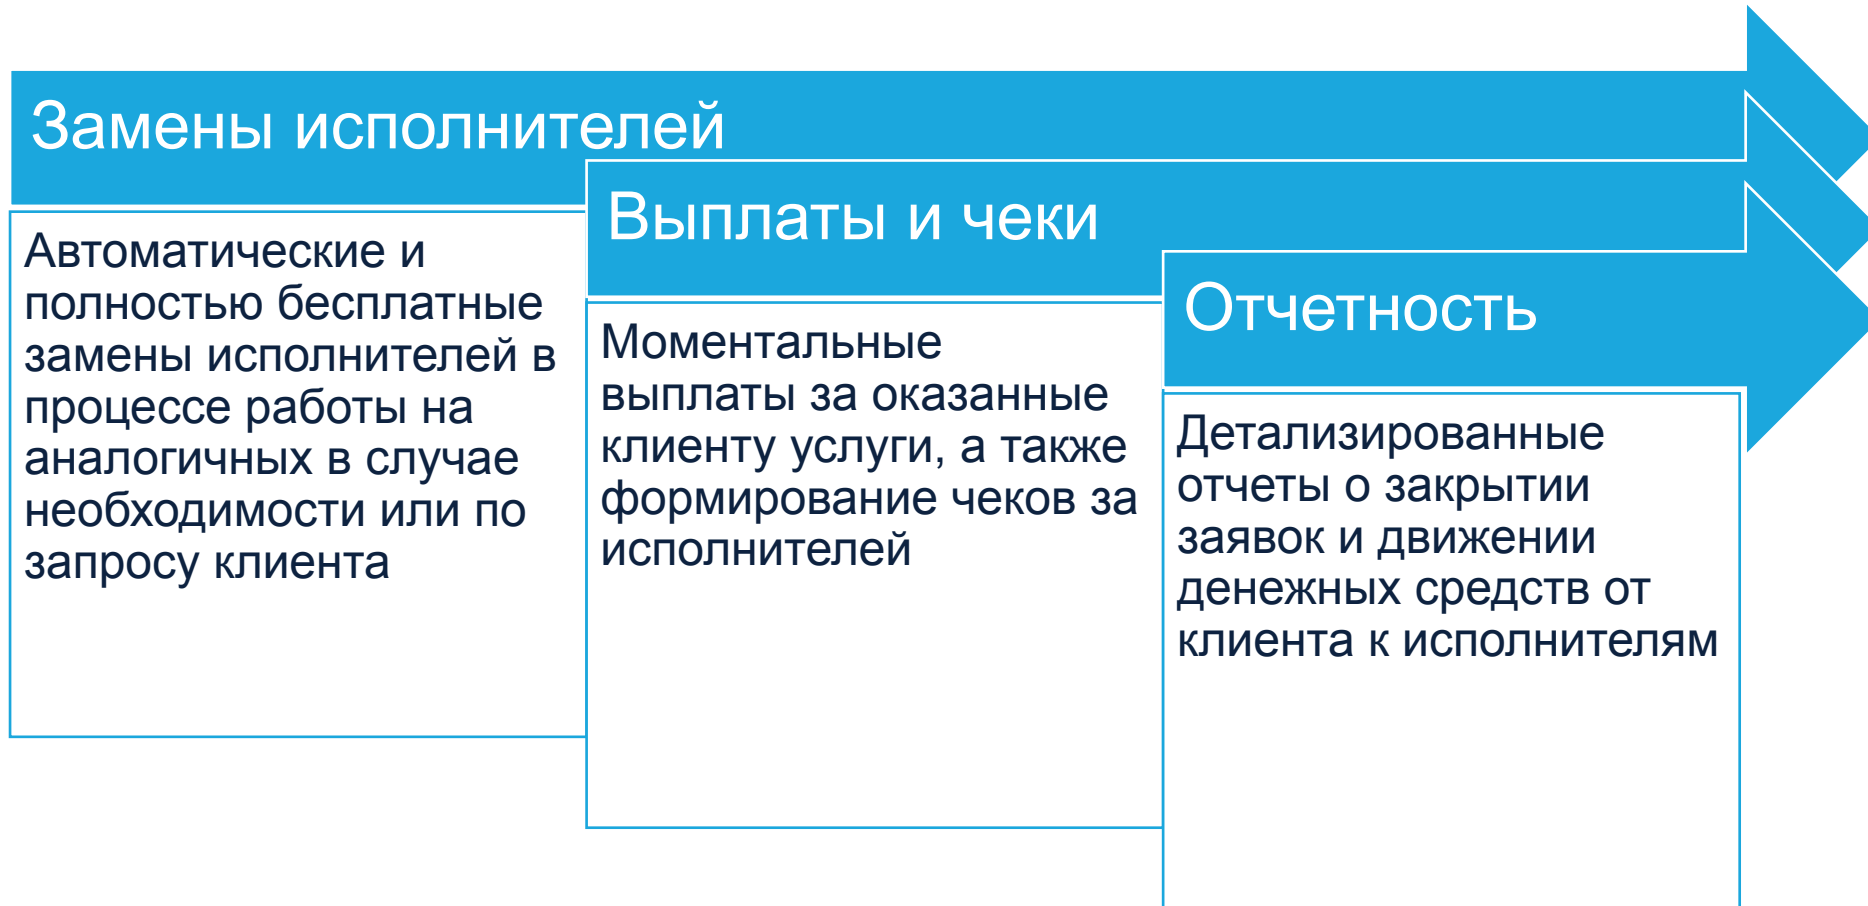 Замены исполнителей
Автоматические и
полностью бесплатные
замены исполнителей в
процессе работы на
аналогичных в случае
необходимости или по
запросу клиента
Выплаты и чеки
Моментальные
выплаты за оказанные
клиенту услуги, а также
формирование чеков за
исполнителей
Отчетность
Детализированные
отчеты о закрытии
заявок и движении
денежных средств от
клиента к исполнителям